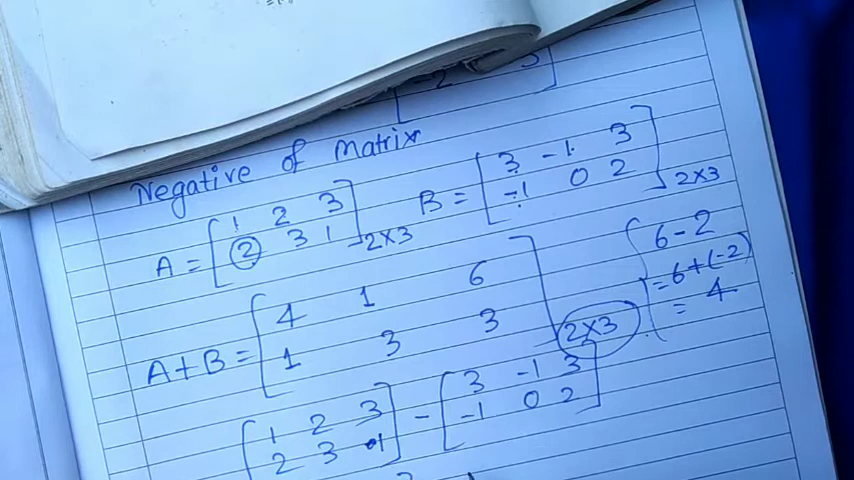 -2 3
Negative of Matrix
A = [1 2 3
2 3 1] 2×3
B = [3 -1 3
-1 0 2] 2×3
A+B = [4 1 6
1 3 3] 2×3
(6-2
=6+(-2)
= 4
[1 2 3
2 3 1] - [3 -1 3
-1 0 2]